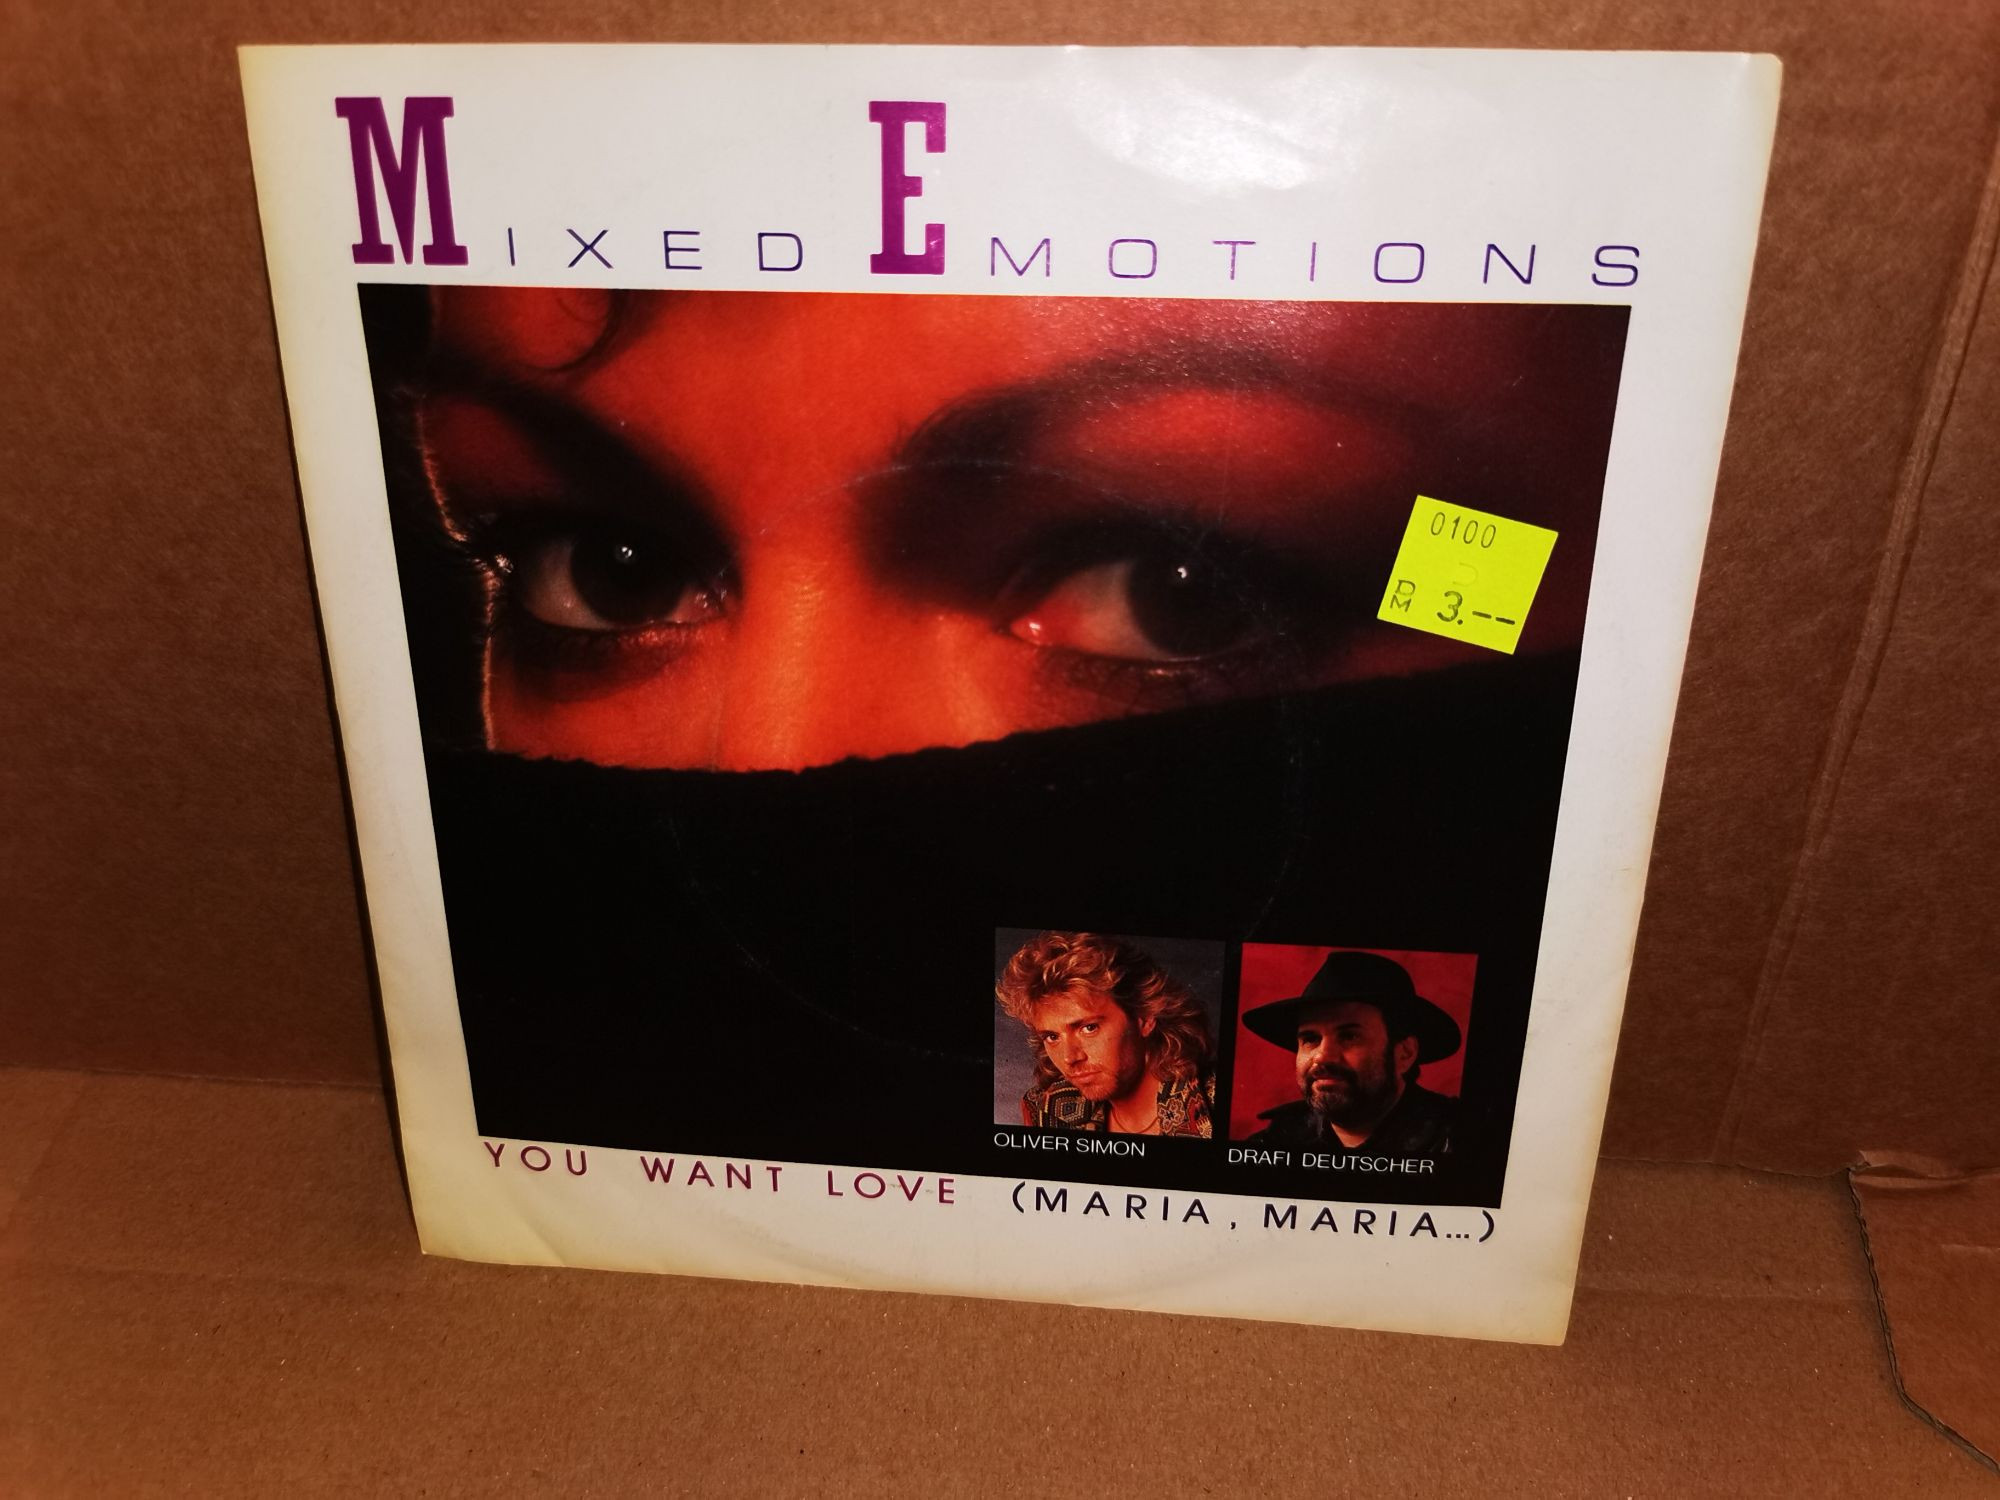 MIXED EMOTIONS
0100
DM 3.--
OLIVER SIMON
DRAFI DEUTSCHER
YOU WANT LOVE (MARIA, MARIA...)